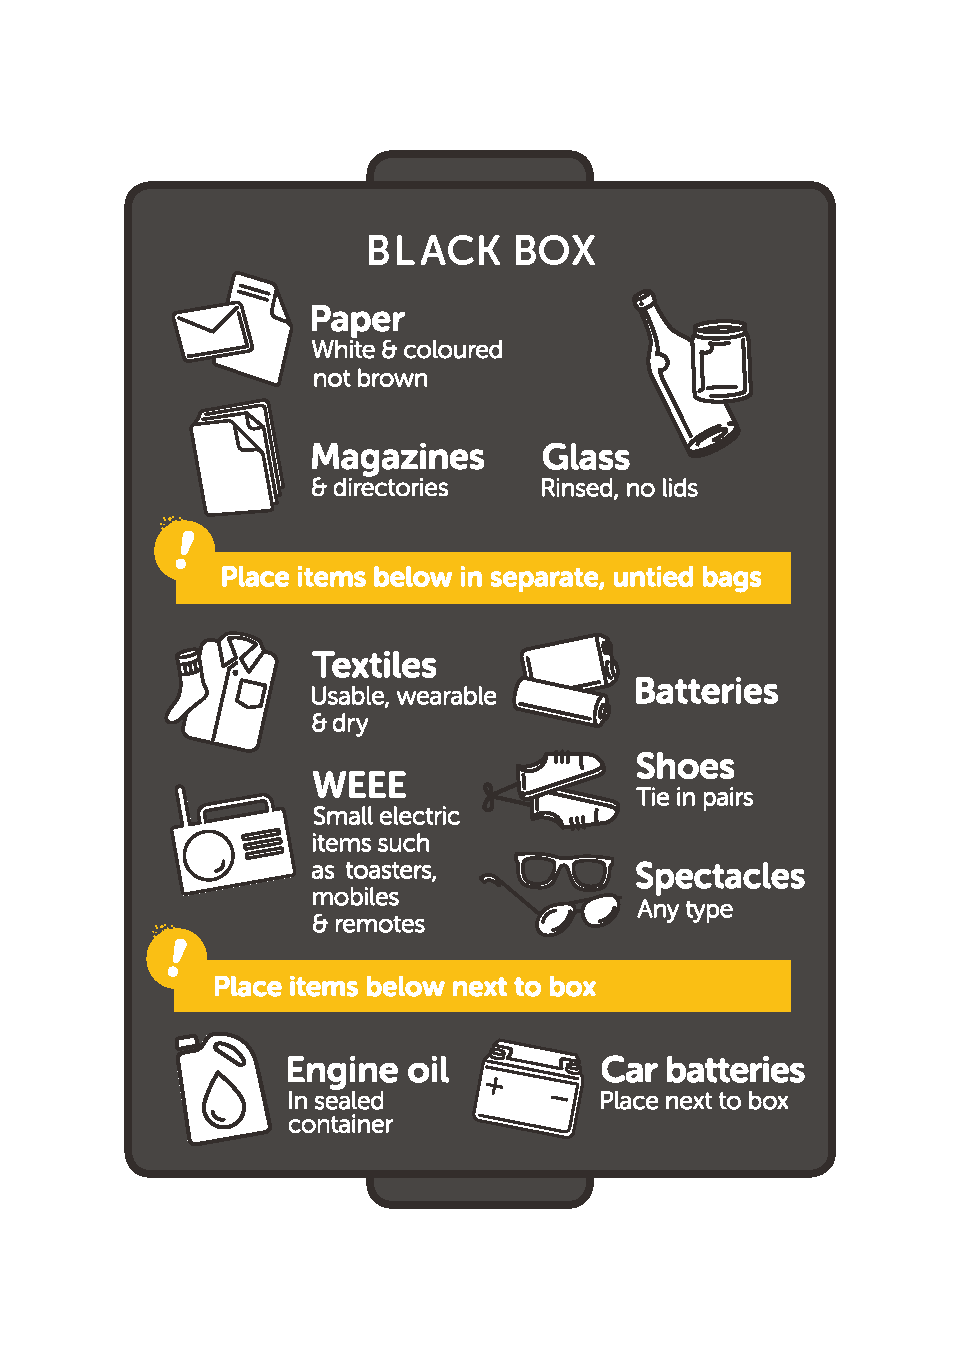 BLACK BOX
Paper
White & coloured
not brown
Magazines
& directories
Glass
Rinsed, no lids
!
Place items below in separate, untied bags
Textiles
Usable, wearable
& dry
Batteries
WEEE
Small electric
items such
as toasters,
mobiles
& remotes
Shoes
Tie in pairs
Spectacles
Any type
!
Place items below next to box
Engine oil
In sealed
container
+ −
Car batteries
Place next to box